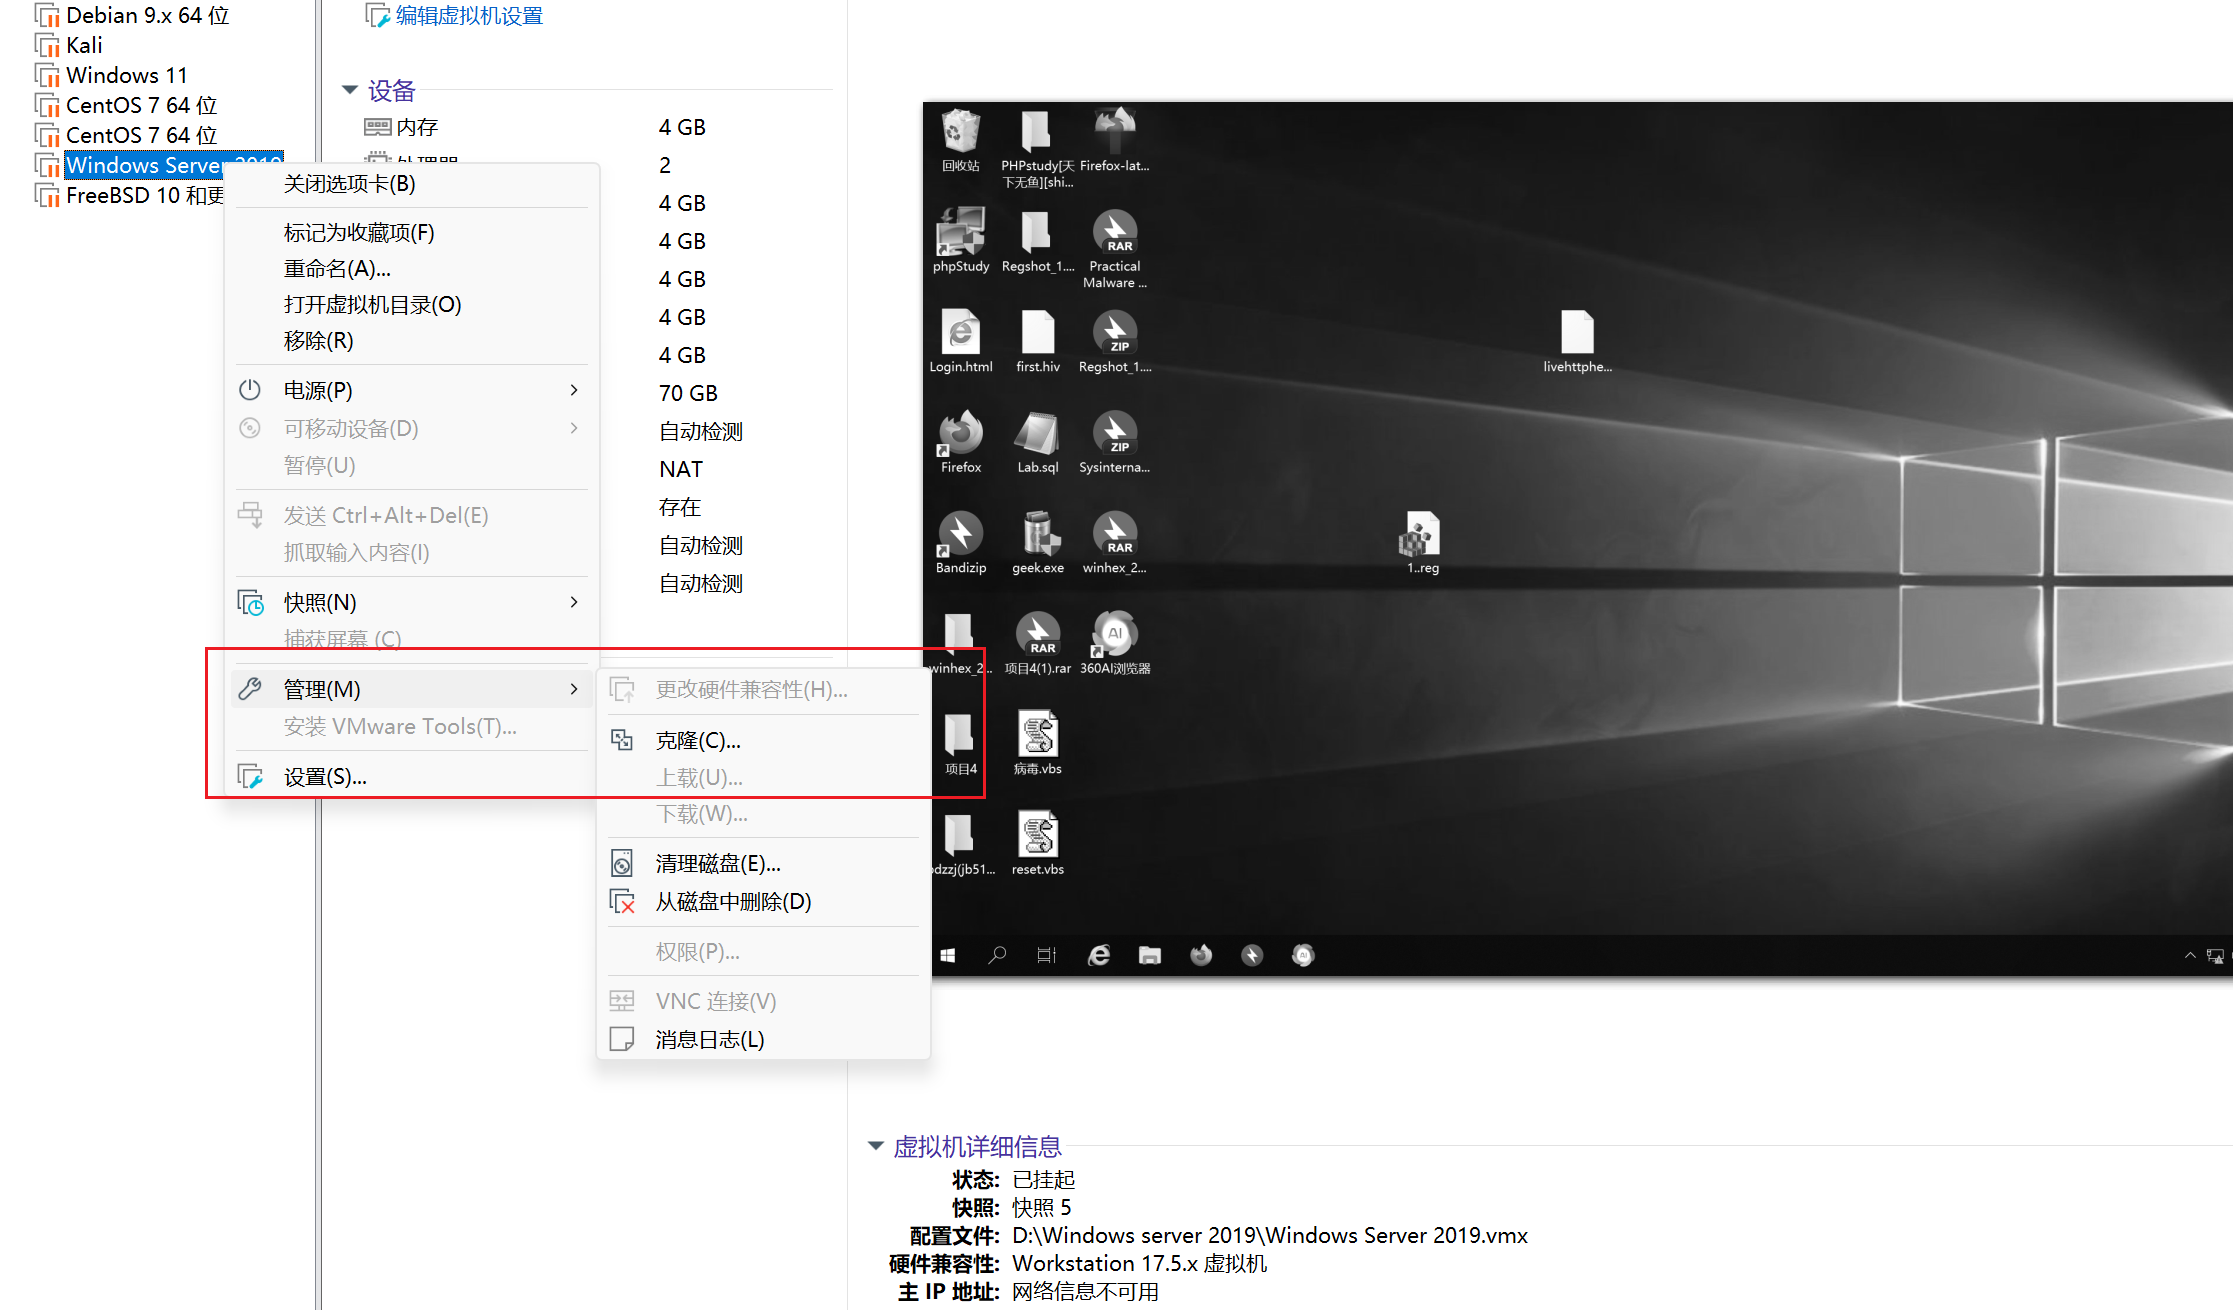 Debian 9.x 64 位
Kali
Windows 11
CentOS 7 64 位
CentOS 7 64 位
Windows Server 2019
FreeBSD 10 和更
编辑虚拟机设置
设备
内存 4 GB
处理器 2
4 GB
4 GB
4 GB
4 GB
4 GB
70 GB
自动检测
NAT
存在
自动检测
自动检测
关闭选项卡(B)
标记为收藏项(F)
重命名(A)...
打开虚拟机目录(O)
移除(R)
电源(P)
可移动设备(D)
暂停(U)
发送 Ctrl+Alt+Del(E)
抓取输入内容(I)
快照(N)
捕获屏幕 (C)
管理(M)
安装 VMware Tools(T)...
设置(S)...
更改硬件兼容性(H)...
克隆(C)...
上载(U)...
下载(W)...
清理磁盘(E)...
从磁盘中删除(D)
权限(P)...
VNC 连接(V)
消息日志(L)
回收站
PHPstudy[天
下无鱼][shi...
Firefox-lat...
phpStudy
Regshot_1....
RAR
Practical
Malware ...
Login.html
first.hiv
ZIP
Regshot_1....
livehttphe...
Firefox
Lab.sql
ZIP
Sysinterna...
Bandizip
geek.exe
RAR
winhex_2...
1..reg
winhex_2...
RAR
项目4(1).rar
AI
360AI浏览器
项目4
病毒.vbs
odzzj(jb51...
reset.vbs
虚拟机详细信息
状态: 已挂起
快照: 快照 5
配置文件: D:\Windows server 2019\Windows Server 2019.vmx
硬件兼容性: Workstation 17.5.x 虚拟机
主 IP 地址: 网络信息不可用